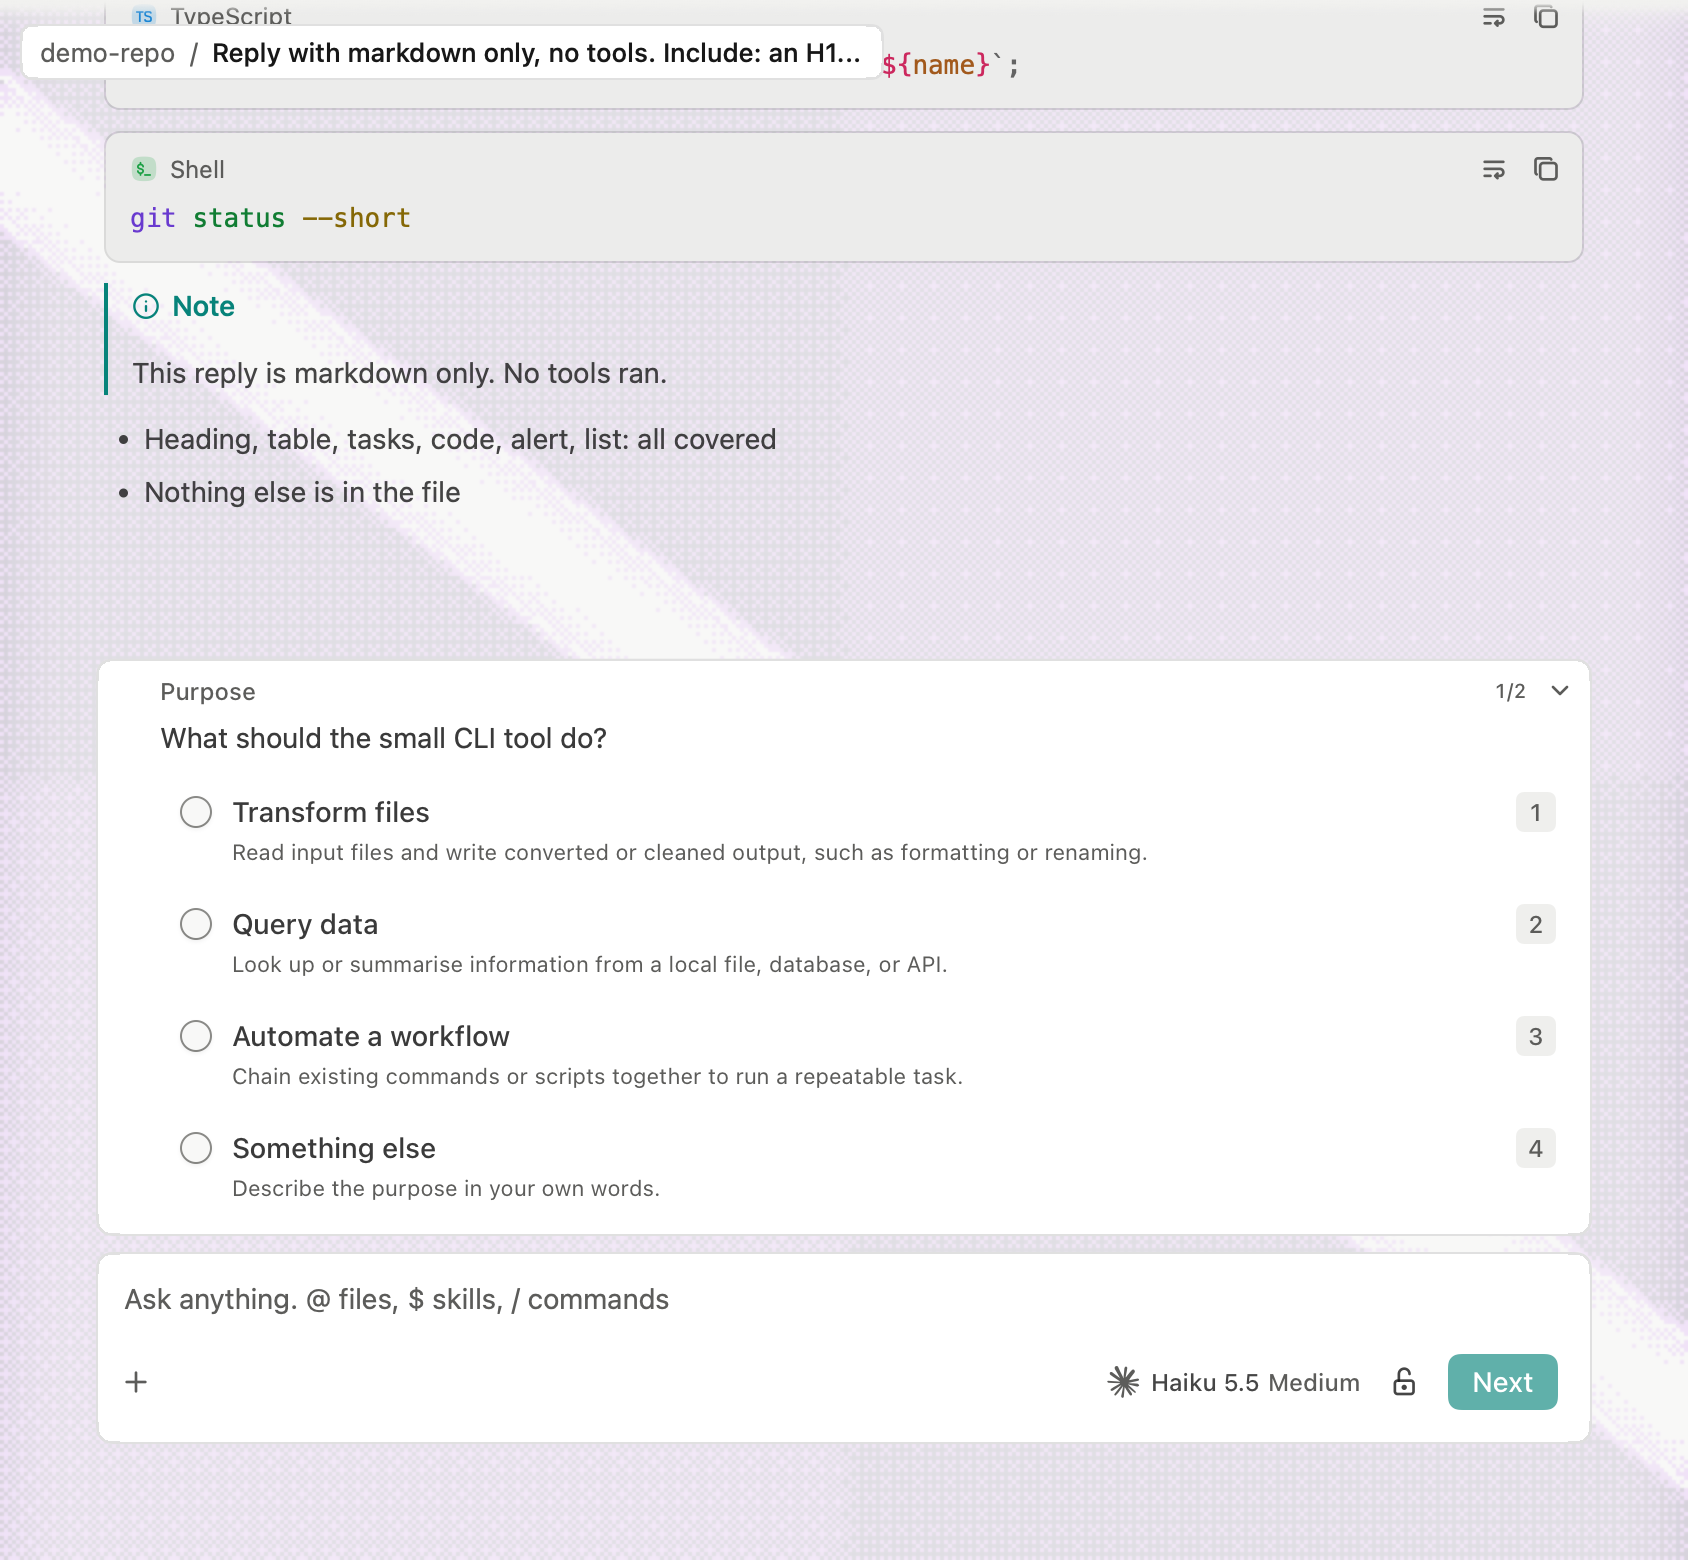 TypeScript
demo-repo / Reply with markdown only, no tools. Include: an H1...
${name}`;
$_ Shell
git status --short
Note
This reply is markdown only. No tools ran.
• Heading, table, tasks, code, alert, list: all covered
• Nothing else is in the file
Purpose 1/2
What should the small CLI tool do?
Transform files 1
Read input files and write converted or cleaned output, such as formatting or renaming.
Query data 2
Look up or summarise information from a local file, database, or API.
Automate a workflow 3
Chain existing commands or scripts together to run a repeatable task.
Something else 4
Describe the purpose in your own words.
Ask anything. @ files, $ skills, / commands
Haiku 5.5 Medium Next